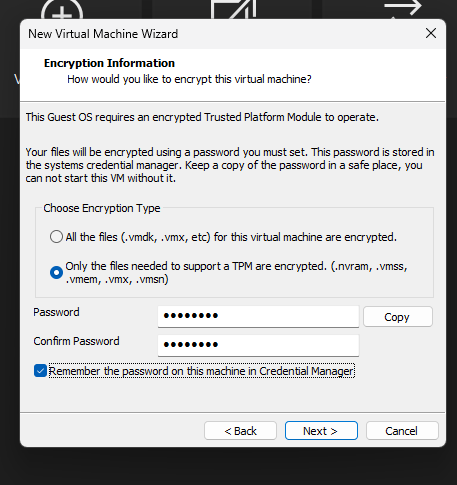 New Virtual Machine Wizard
Encryption Information
How would you like to encrypt this virtual machine?
This Guest OS requires an encrypted Trusted Platform Module to operate.
Your files will be encrypted using a password you must set. This password is stored in
the systems credential manager. Keep a copy of the password in a safe place, you
can not start this VM without it.
Choose Encryption Type
All the files (.vmdk, .vmx, etc) for this virtual machine are encrypted.
Only the files needed to support a TPM are encrypted. (.nvram, .vmss,
.vmem, .vmx, .vmsn)
Password
Copy
Confirm Password
Remember the password on this machine in Credential Manager
< Back
Next >
Cancel